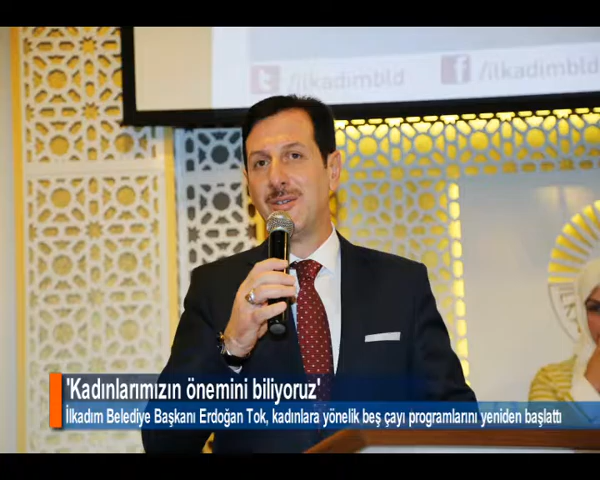 /ilkadimbld
/ilkadimbld
'Kadınlarımızın önemini biliyoruz'
İlkadım Belediye Başkanı Erdoğan Tok, kadınlara yönelik beş çayı programlarını yeniden başlattı